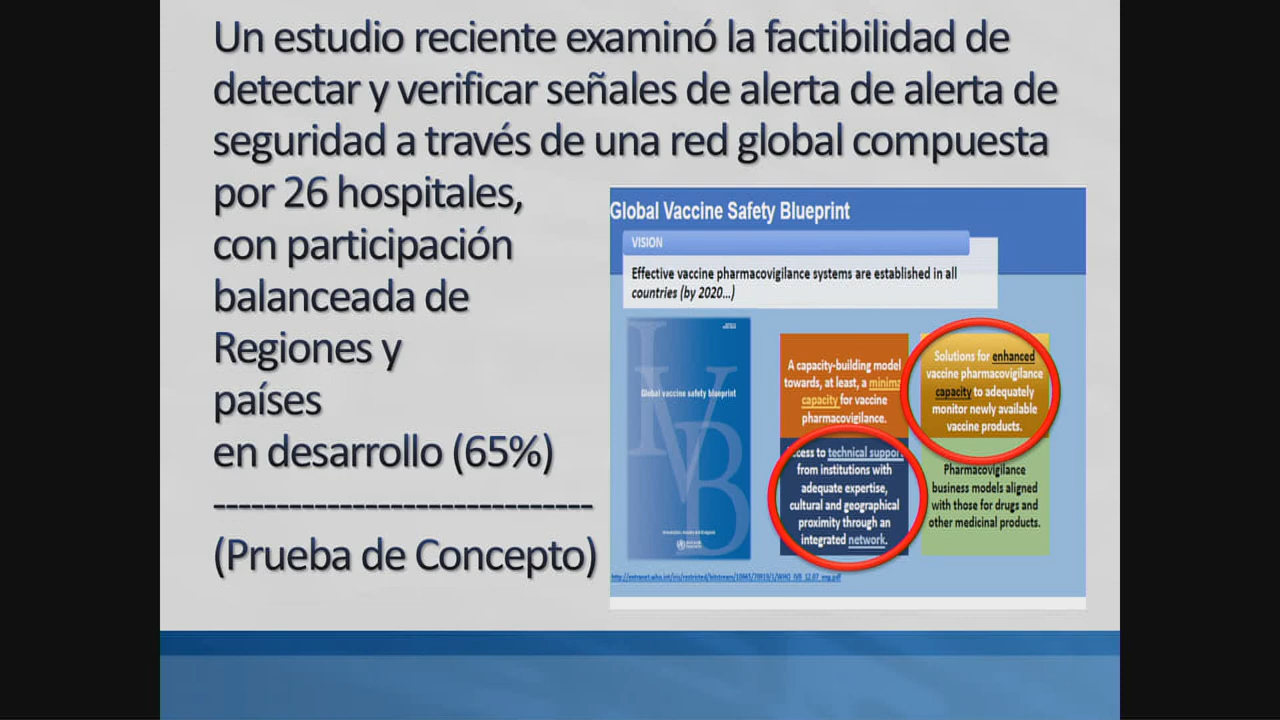 Un estudio reciente examinó la factibilidad de
detectar y verificar señales de alerta de alerta de
seguridad a través de una red global compuesta
por 26 hospitales,
con participación
balanceada de
Regiones y
países
en desarrollo (65%)
------------------------------
(Prueba de Concepto)
Global Vaccine Safety Blueprint
VISION
Effective vaccine pharmacovigilance systems are established in all
countries (by 2020...)
IVB
Global vaccine safety blueprint
A capacity-building model
towards, at least, a
capacity for vaccine
pharmacovigilance.
Solutions for enhanced
vaccine pharmacovigilance
capacity to adequately
monitor newly available
vaccine products.
to technical support
from institutions with
adequate expertise,
cultural and geographical
proximity through an
integrated network.
Pharmacovigilance
business models aligned
with those for drugs and
other medicinal products.